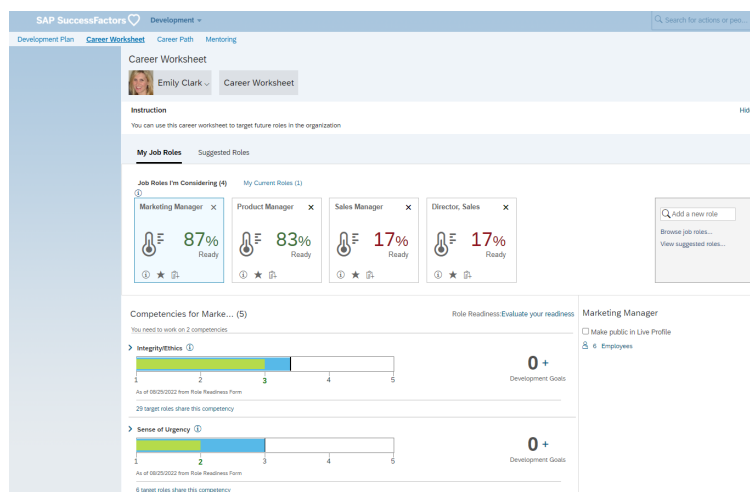 SAP SuccessFactors Development
Search for actions or peo...
Development Plan Career Worksheet Career Path Mentoring
Career Worksheet
Emily Clark Career Worksheet
Instruction
Hide
You can use this career worksheet to target future roles in the organization
My Job Roles Suggested Roles
Job Roles I'm Considering (4) My Current Roles (1)
Marketing Manager
87%
Ready
Product Manager
83%
Ready
Sales Manager
17%
Ready
Director, Sales
17%
Ready
Add a new role
Browse job roles...
View suggested roles...
Competencies for Marke... (5)
Role Readiness:Evaluate your readiness
You need to work on 2 competencies
Integrity/Ethics
1 2 3 4 5
As of 08/25/2022 from Role Readiness Form
0 +
Development Goals
29 target roles share this competency
Sense of Urgency
1 2 3 4 5
As of 08/25/2022 from Role Readiness Form
0 +
Development Goals
6 target roles share this competency
Marketing Manager
Make public in Live Profile
6 Employees